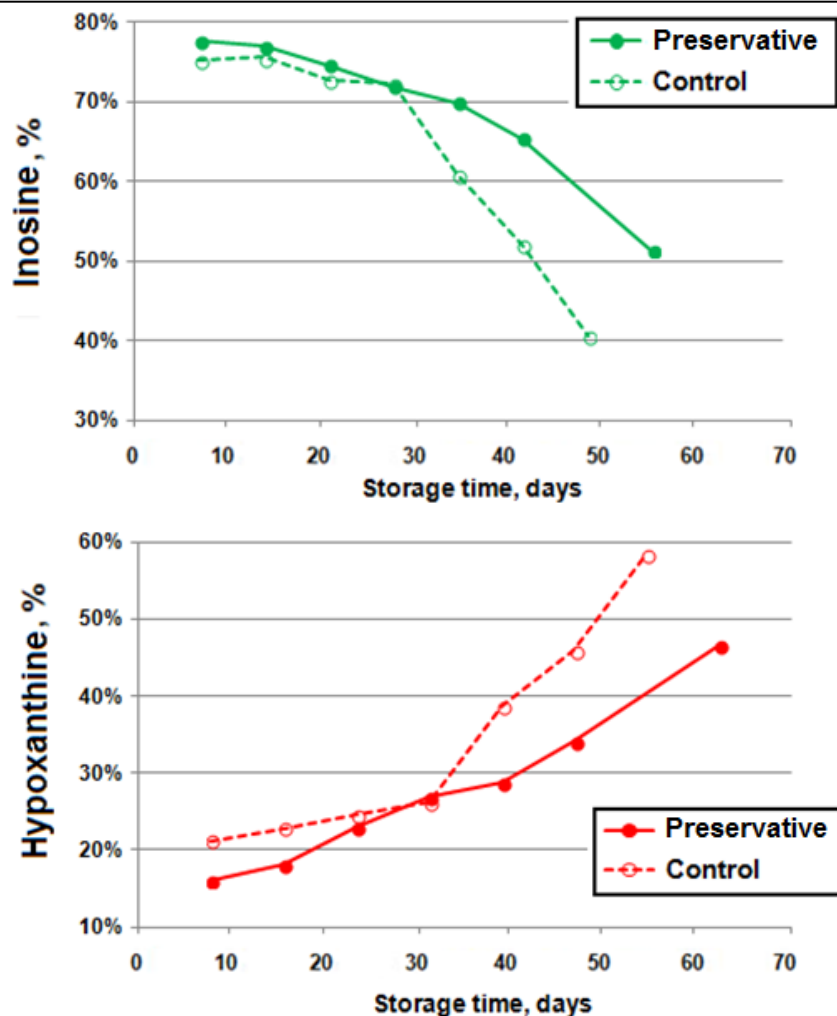 80%
Preservative
Control
70%
60%
50%
40%
30%
Inosine, %
0 10 20 30 40 50 60 70
Storage time, days
60%
50%
40%
30%
20%
10%
Hypoxanthine, %
Preservative
Control
0 10 20 30 40 50 60 70
Storage time, days